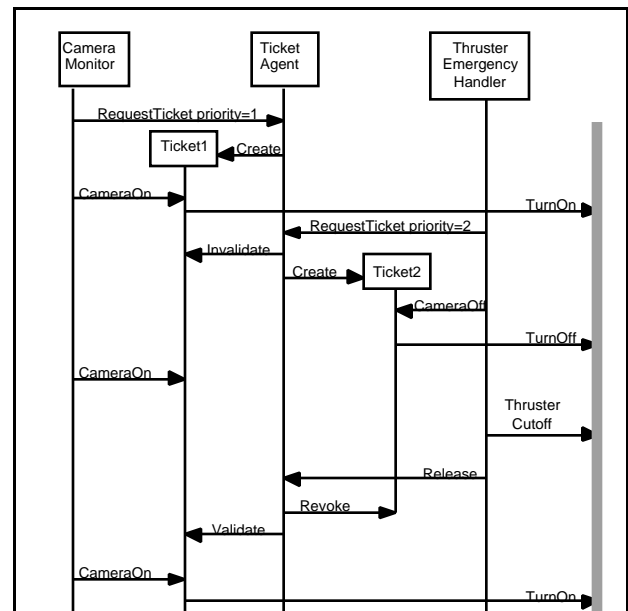 Camera
Monitor
Ticket
Agent
Thruster
Emergency
Handler
RequestTicket priority=1
Ticket1
Create
CameraOn
TurnOn
RequestTicket priority=2
Invalidate
Create
Ticket2
CameraOff
TurnOff
CameraOn
Thruster
Cutoff
Release
Revoke
Validate
CameraOn
TurnOn